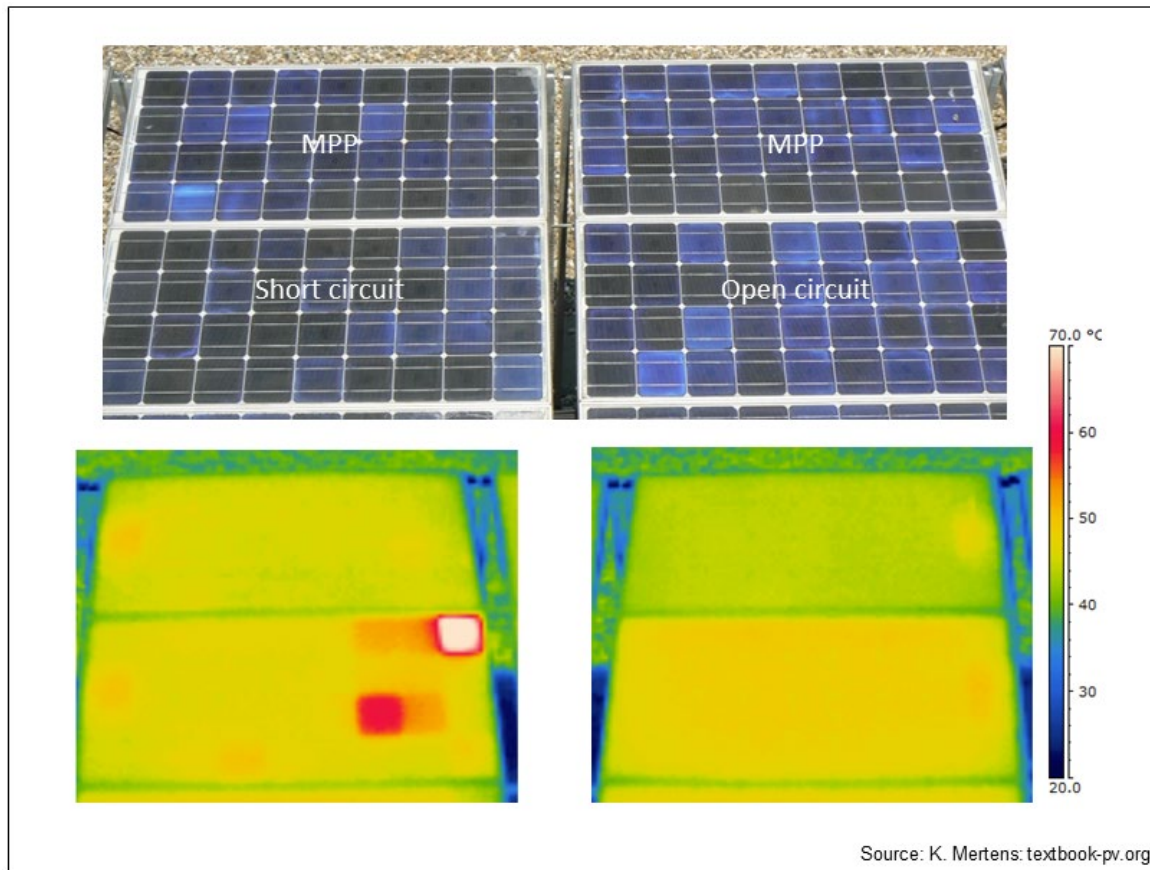 MPP
MPP
Short circuit
Open circuit
70.0 °C
60
50
40
30
20.0
Source: K. Mertens: textbook-pv.org